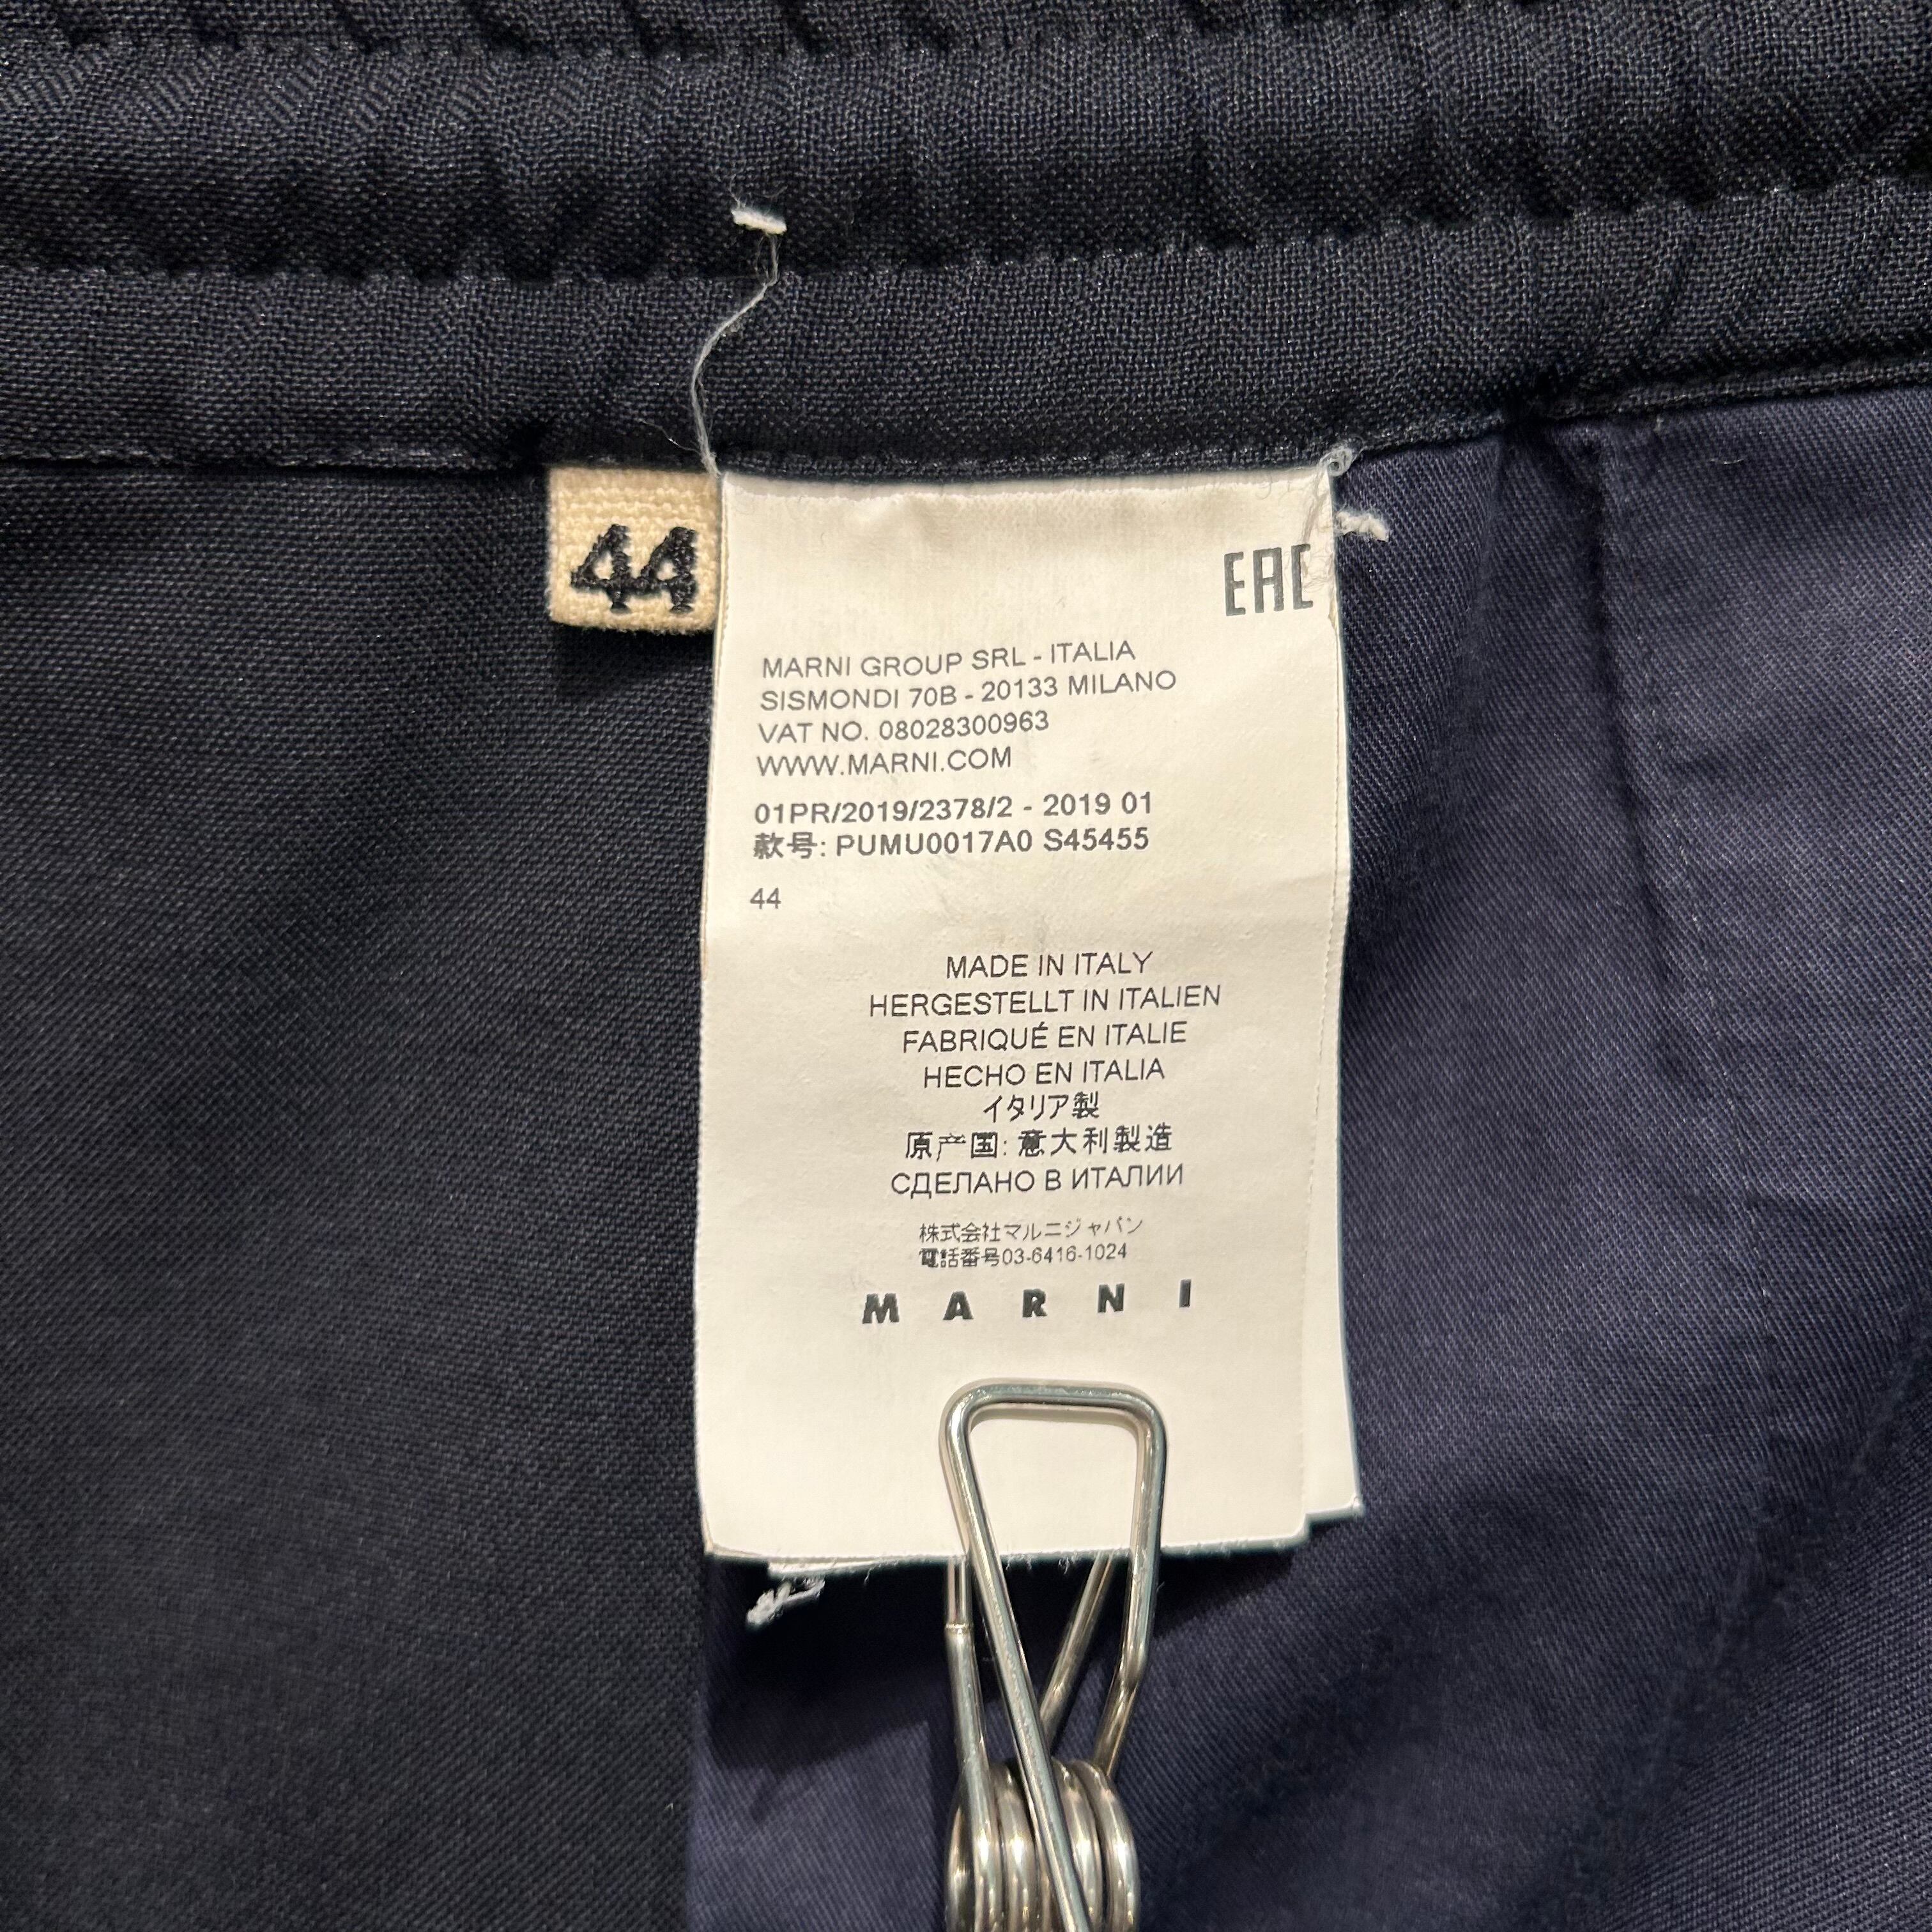 44
EAC
MARNI GROUP SRL - ITALIA
SISMONDI 70B - 20133 MILANO
VAT NO. 08028300963
WWW.MARNI.COM
01PR/2019/2378/2 - 2019 01
款号: PUMU0017A0 S45455
44
MADE IN ITALY
HERGESTELLT IN ITALIEN
FABRIQUÉ EN ITALIE
HECHO EN ITALIA
イタリア製
原产国: 意大利製造
СДЕЛАНО В ИТАЛИИ
株式会社マルニジャパン
電話番号03-6416-1024
MARNI